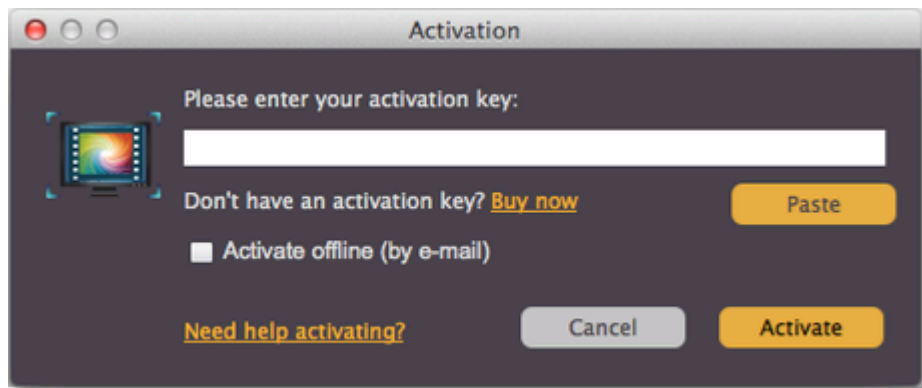 Activation
Please enter your activation key:
Don't have an activation key? Buy now
Paste
Activate offline (by e-mail)
Need help activating?
Cancel
Activate